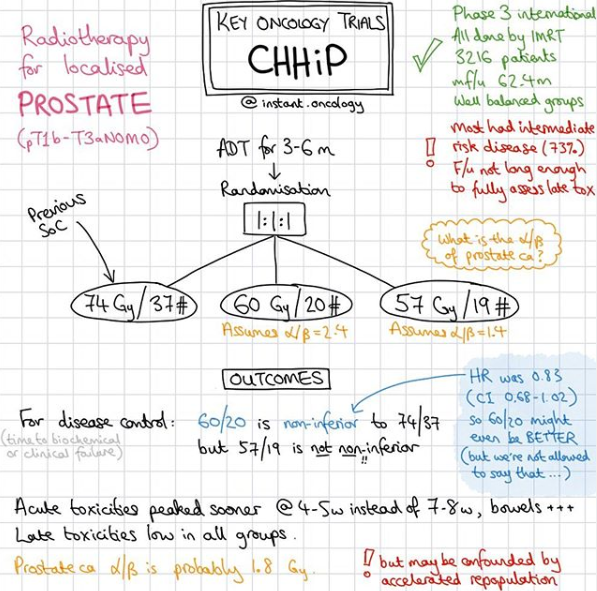 KEY ONCOLOGY TRIALS
CHHiP
@instant.oncology
Radiotherapy
for localised
PROSTATE
(pT1b-T3aN0M0)
Phase 3 international
All done by IMRT
3216 patients
mf/u 62.4m
Well balanced groups
! Most had intermediate
risk disease (73%)
F/u not long enough
to fully assess late tox
ADT for 3-6m
Randomisation
1:1:1
Previous
SoC
What is the α/β
of prostate ca?
74 Gy/37#
60 Gy/20#
57 Gy/19#
Assumes α/β=2.4
Assumes α/β=1.4
OUTCOMES
For disease control:
(time to biochemical
or clinical failure)
60/20 is non-inferior to 74/37
but 57/19 is not non-inferior
!!
HR was 0.83
(CI 0.68-1.02)
so 60/20 might
even be BETTER
(but we're not allowed
to say that...)
Acute toxicities peaked sooner @ 4-5w instead of 7-8w, bowels +++
Late toxicities low in all groups.
Prostate ca α/β is probably 1.8 Gy.
! but may be confounded by
accelerated repopulation